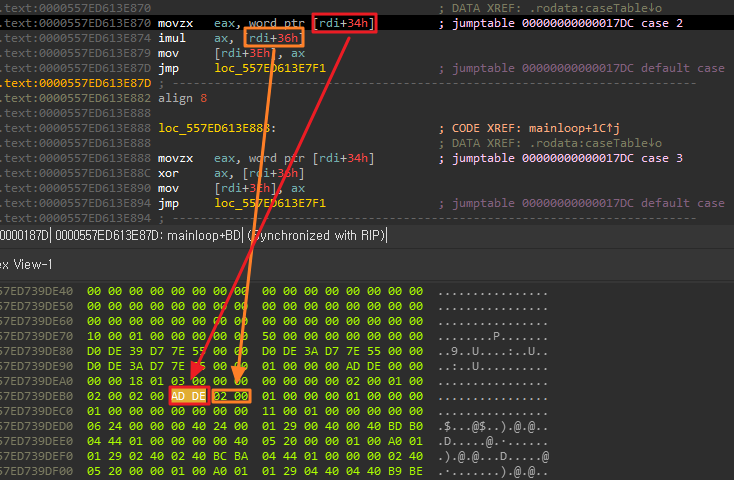 .text:0000557ED613E870 ; DATA XREF: .rodata:caseTable↓o
.text:0000557ED613E870 movzx eax, word ptr [rdi+34h] ; jumptable 00000000000017DC case 2
.text:0000557ED613E874 imul ax, [rdi+36h]
.text:0000557ED613E879 mov [rdi+3Eh], ax
.text:0000557ED613E87D jmp loc_557ED613E7F1 ; jumptable 00000000000017DC default case
.text:0000557ED613E87D ; ---------------------------------------------------------------------------
.text:0000557ED613E882 align 8
.text:0000557ED613E888
.text:0000557ED613E888 loc_557ED613E888: ; CODE XREF: mainloop+1C↑j
.text:0000557ED613E888 ; DATA XREF: .rodata:caseTable↓o
.text:0000557ED613E888 movzx eax, word ptr [rdi+34h] ; jumptable 00000000000017DC case 3
.text:0000557ED613E88C xor ax, [rdi+36h]
.text:0000557ED613E890 mov [rdi+3Eh], ax
.text:0000557ED613E894 jmp loc_557ED613E7F1 ; jumptable 00000000000017DC default case
.text:0000557ED613E894 ; ---------------------------------------------------------------------------
0000187D| 0000557ED613E87D: mainloop+BD| (Synchronized with RIP)|
ex View-1
57ED739DE40 00 00 00 00 00 00 00 00 00 00 00 00 00 00 00 00 ................
57ED739DE50 00 00 00 00 00 00 00 00 00 00 00 00 00 00 00 00 ................
57ED739DE60 00 00 00 00 00 00 00 00 00 00 00 00 00 00 00 00 ................
57ED739DE70 10 00 01 00 00 00 00 00 50 00 00 00 00 00 00 00 ........P.......
57ED739DE80 D0 DE 39 D7 7E 55 00 00 D0 DE 3A D7 7E 55 00 00 ..9..U....:..U..
57ED739DE90 D0 DE 3A D7 7E 00 00 01 00 00 00 AD DE 00 00 ..:..U..........
57ED739DEA0 00 00 18 01 03 00 00 00 00 00 00 00 02 00 01 00 ................
57ED739DEB0 02 00 02 00 AD DE 02 00 01 00 00 00 01 00 00 00 ................
57ED739DEC0 01 00 00 00 00 00 00 00 11 00 01 00 00 00 00 00 ................
57ED739DED0 06 24 00 00 00 40 24 00 01 29 00 40 00 40 BD B0 .$...@$..).@.@..
57ED739DEE0 04 44 01 00 00 00 00 40 05 20 00 00 01 00 A0 01 .D.....@. ......
57ED739DEF0 01 29 02 40 02 40 BC BA 04 44 01 00 00 00 02 40 .).@.@...D.....@
57ED739DF00 05 20 00 00 01 00 A0 01 01 29 04 40 04 40 B9 BE . .......).@.@..